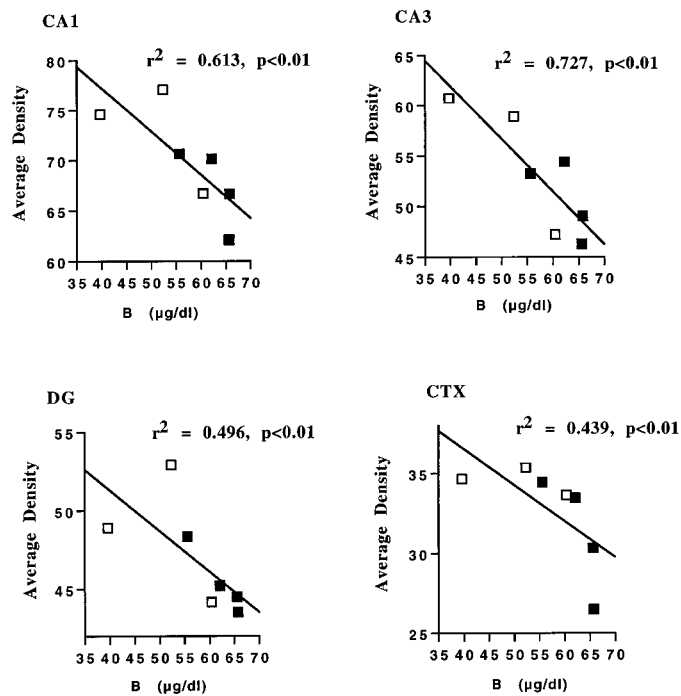 CA1
r2 = 0.613, p<0.01
Average Density
80
75
70
65
60
35 40 45 50 55 60 65 70
B (µg/dl)
CA3
r2 = 0.727, p<0.01
Average Density
65
60
55
50
45
35 40 45 50 55 60 65 70
B (µg/dl)
DG
r2 = 0.496, p<0.01
Average Density
55
50
45
35 40 45 50 55 60 65 70
B (µg/dl)
CTX
r2 = 0.439, p<0.01
Average Density
35
30
25
35 40 45 50 55 60 65 70
B (µg/dl)